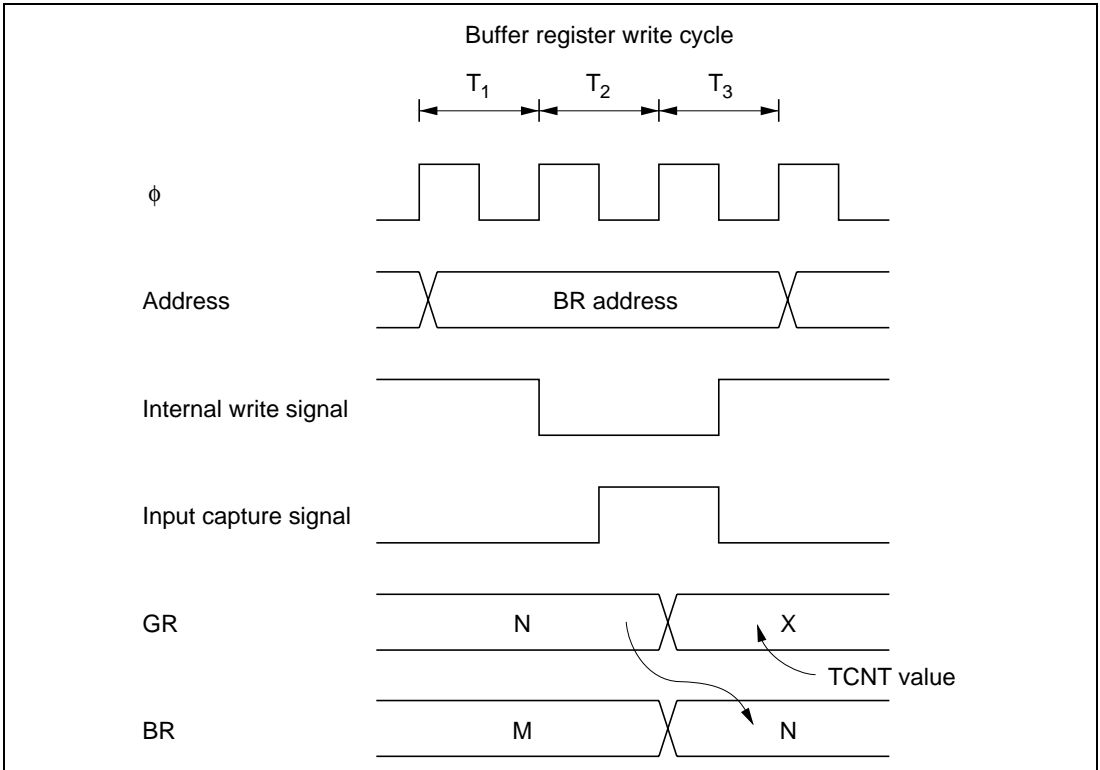 Buffer register write cycle
T1 T2 T3
ϕ
Address BR address
Internal write signal
Input capture signal
GR N X
TCNT value
BR M N